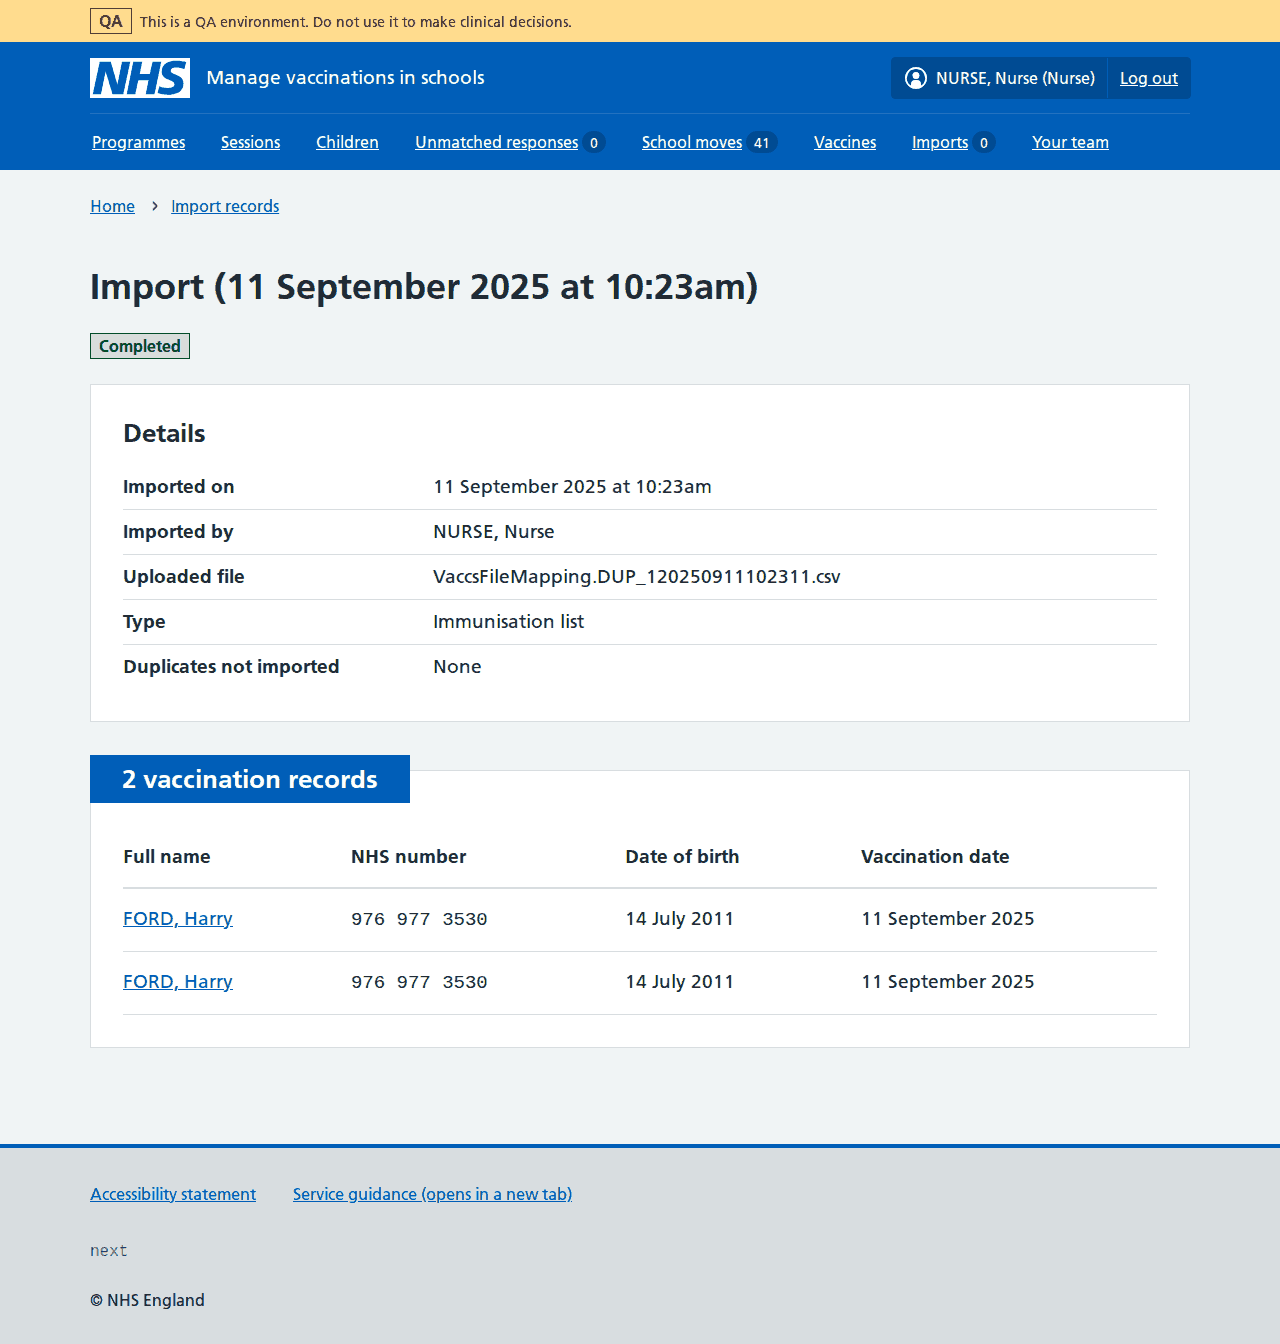 QA This is a QA environment. Do not use it to make clinical decisions.
NHS Manage vaccinations in schools NURSE, Nurse (Nurse) Log out
Programmes Sessions Children Unmatched responses 0 School moves 41 Vaccines Imports 0 Your team
Home Import records
Import (11 September 2025 at 10:23am)
Completed
Details
Imported on 11 September 2025 at 10:23am
Imported by NURSE, Nurse
Uploaded file VaccsFileMapping.DUP_120250911102311.csv
Type Immunisation list
Duplicates not imported None
2 vaccination records
Full name NHS number Date of birth Vaccination date
FORD, Harry 976 977 3530 14 July 2011 11 September 2025
FORD, Harry 976 977 3530 14 July 2011 11 September 2025
Accessibility statement Service guidance (opens in a new tab)
next
© NHS England